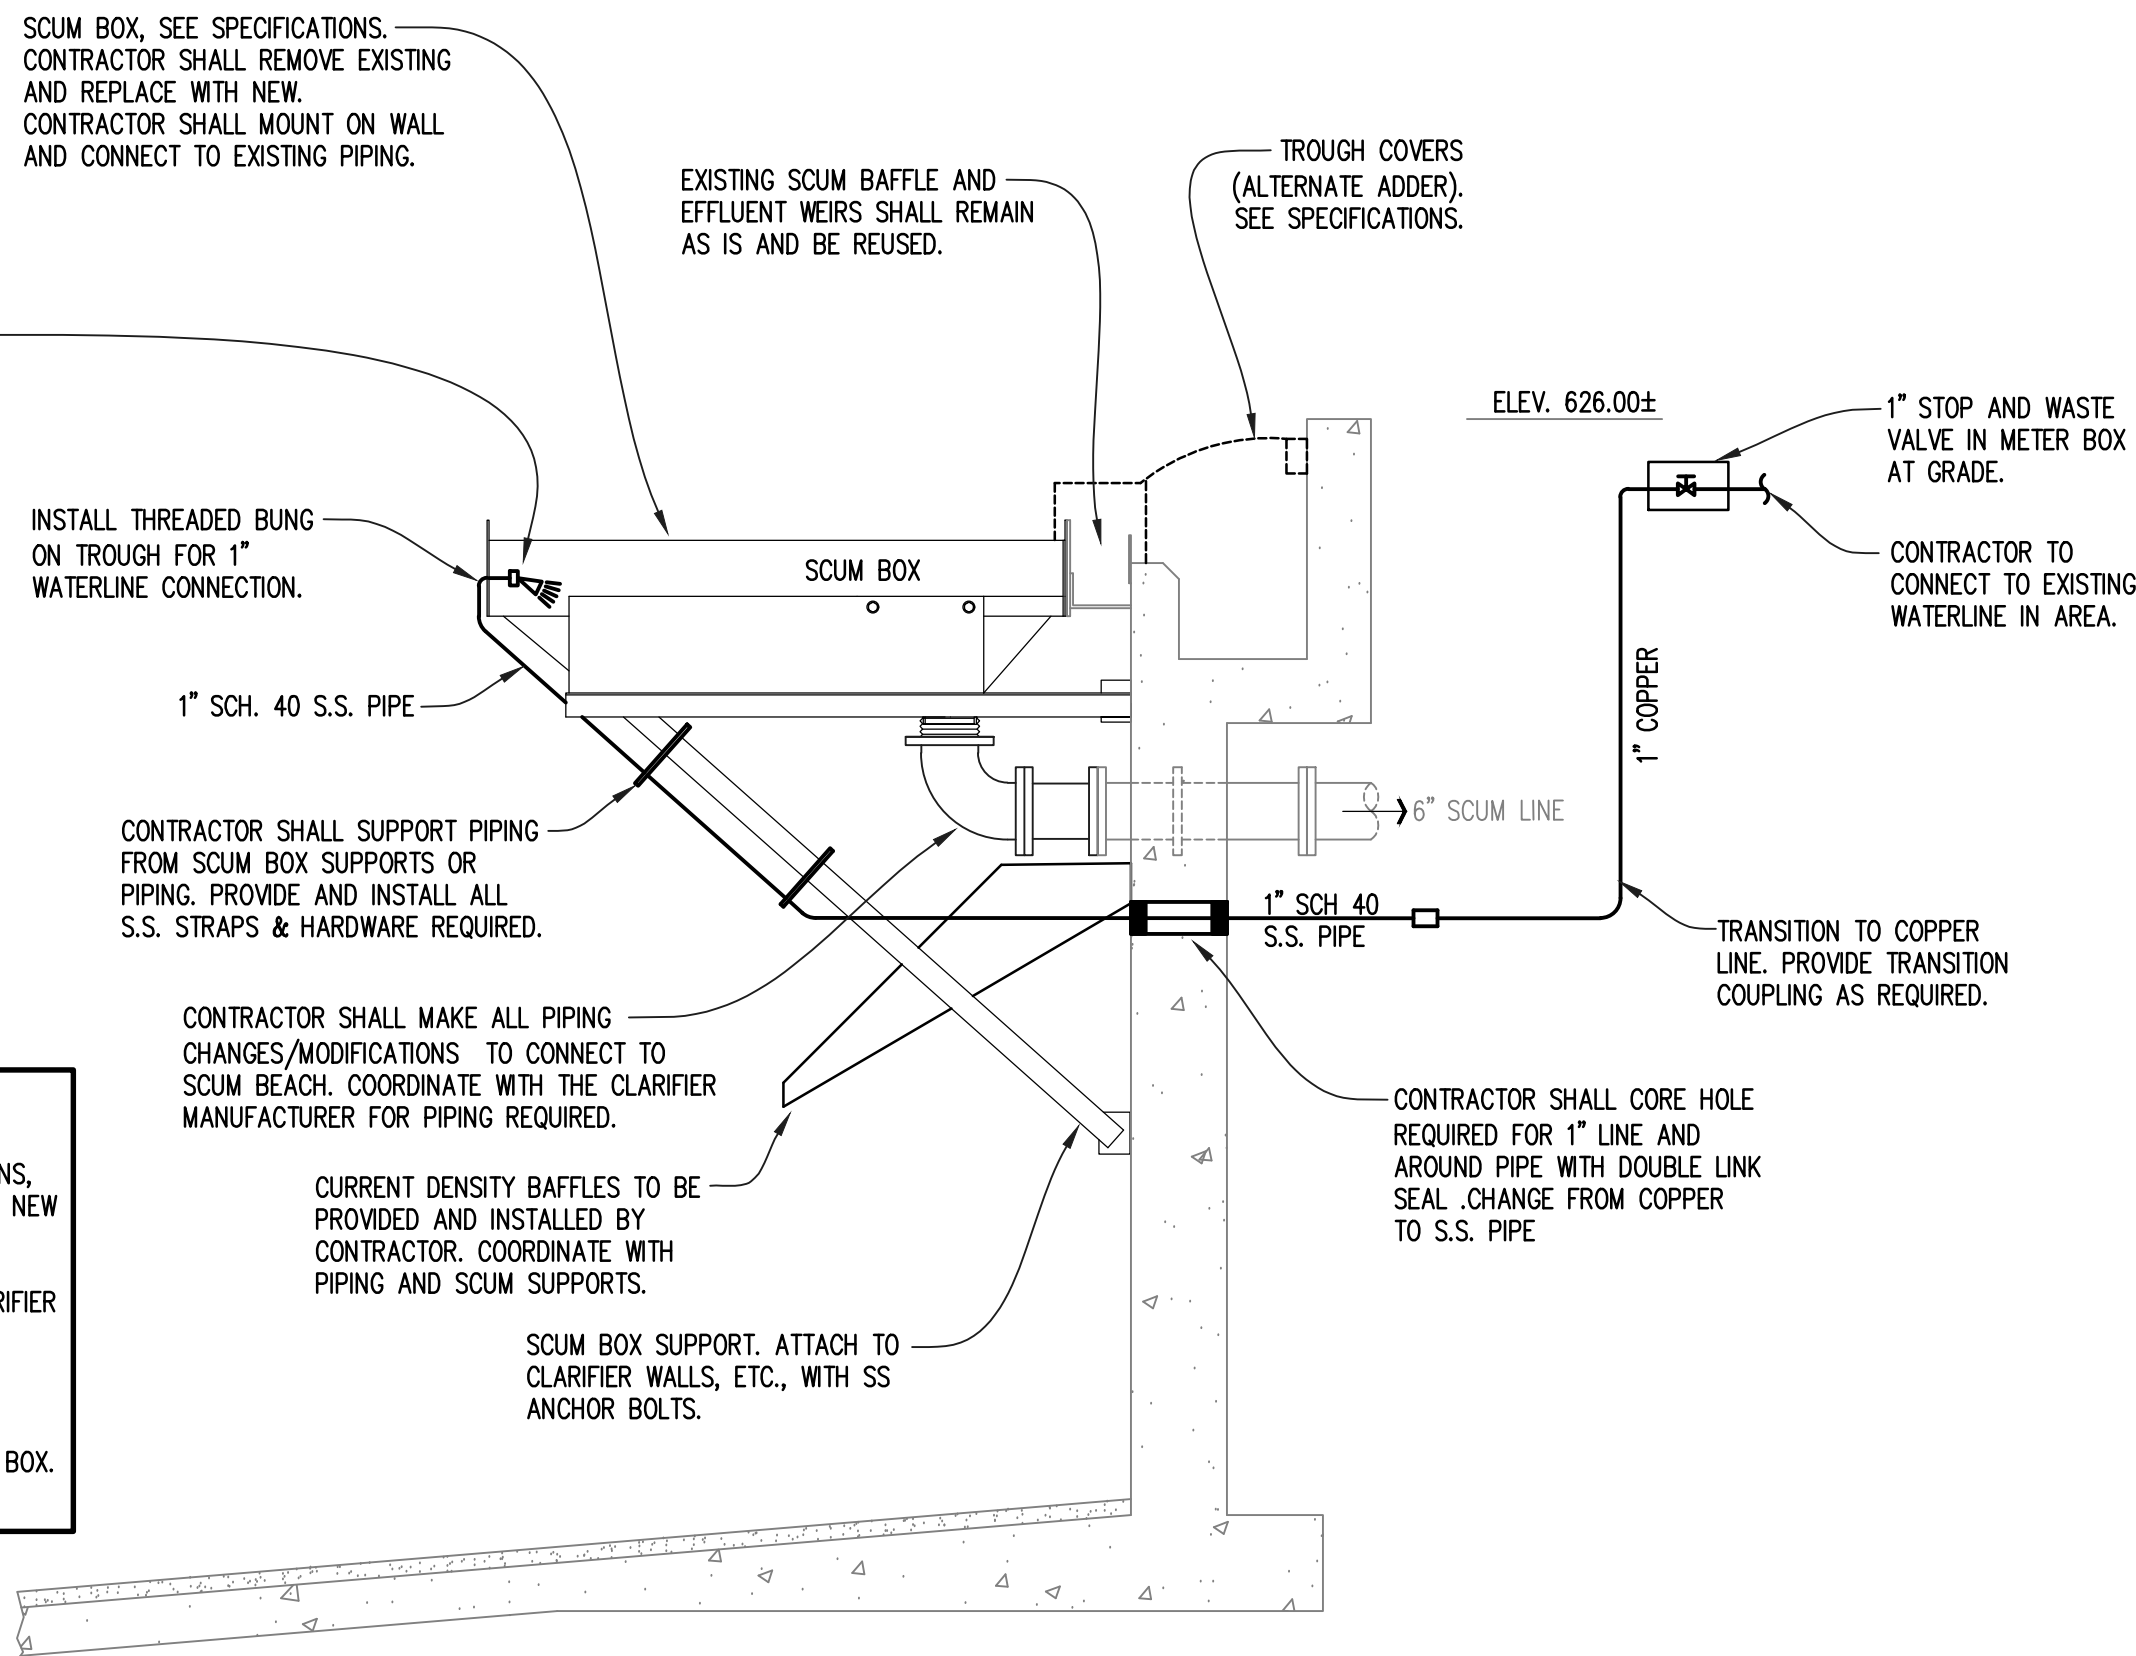 SCUM BOX, SEE SPECIFICATIONS.
CONTRACTOR SHALL REMOVE EXISTING
AND REPLACE WITH NEW.
CONTRACTOR SHALL MOUNT ON WALL
AND CONNECT TO EXISTING PIPING.
EXISTING SCUM BAFFLE AND
EFFLUENT WEIRS SHALL REMAIN
AS IS AND BE REUSED.
TROUGH COVERS
(ALTERNATE ADDER).
SEE SPECIFICATIONS.
ELEV. 626.00±
1" STOP AND WASTE
VALVE IN METER BOX
AT GRADE.
INSTALL THREADED BUNG
ON TROUGH FOR 1"
WATERLINE CONNECTION.
SCUM BOX
CONTRACTOR TO
CONNECT TO EXISTING
WATERLINE IN AREA.
1" COPPER
1" SCH. 40 S.S. PIPE
6" SCUM LINE
CONTRACTOR SHALL SUPPORT PIPING
FROM SCUM BOX SUPPORTS OR
PIPING. PROVIDE AND INSTALL ALL
S.S. STRAPS & HARDWARE REQUIRED.
1" SCH 40
S.S. PIPE
TRANSITION TO COPPER
LINE. PROVIDE TRANSITION
COUPLING AS REQUIRED.
CONTRACTOR SHALL MAKE ALL PIPING
CHANGES/MODIFICATIONS TO CONNECT TO
SCUM BEACH. COORDINATE WITH THE CLARIFIER
MANUFACTURER FOR PIPING REQUIRED.
CONTRACTOR SHALL CORE HOLE
REQUIRED FOR 1" LINE AND
AROUND PIPE WITH DOUBLE LINK
SEAL .CHANGE FROM COPPER
TO S.S. PIPE
CURRENT DENSITY BAFFLES TO BE
PROVIDED AND INSTALLED BY
CONTRACTOR. COORDINATE WITH
PIPING AND SCUM SUPPORTS.
SCUM BOX SUPPORT. ATTACH TO
CLARIFIER WALLS, ETC., WITH SS
ANCHOR BOLTS.
NS,
NEW
RIFIER
BOX.